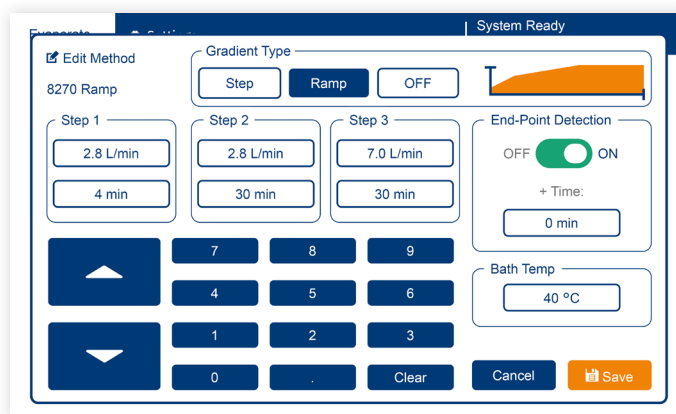 System Ready
Edit Method
8270 Ramp
Gradient Type
Step
Ramp
OFF
Step 1
2.8 L/min
4 min
Step 2
2.8 L/min
30 min
Step 3
7.0 L/min
30 min
End-Point Detection
OFF
ON
+ Time:
0 min
Bath Temp
40 ºC
7 8 9
4 5 6
1 2 3
0 . Clear
Cancel
Save